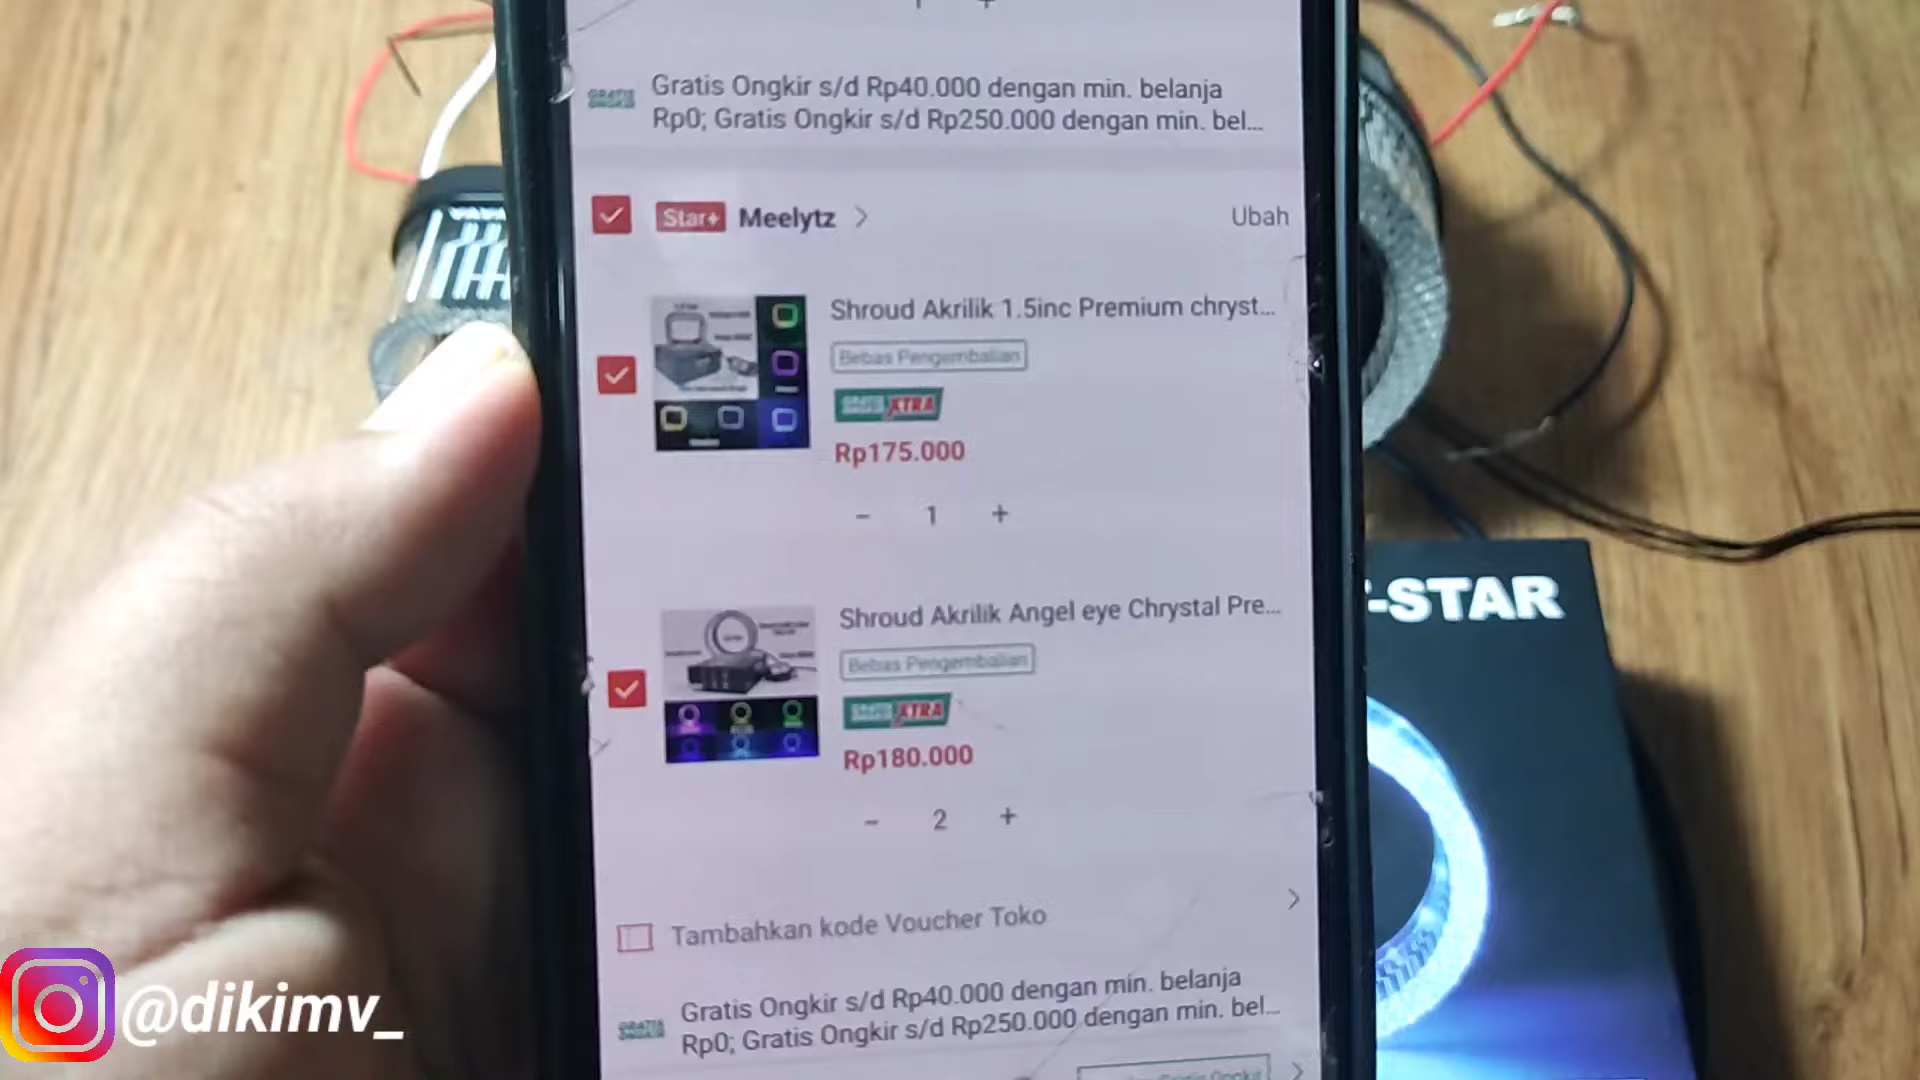 Gratis Ongkir s/d Rp40.000 dengan min. belanja
Rp0; Gratis Ongkir s/d Rp250.000 dengan min. bel...
Star+ Meelytz
Ubah
Shroud Akrilik 1.5inc Premium chryst...
Bebas Pengembalian
GRATIS XTRA
Rp175.000
- 1 +
Shroud Akrilik Angel eye Chrystal Pre...
Bebas Pengembalian
GRATIS XTRA
Rp180.000
- 2 +
Tambahkan kode Voucher Toko
Gratis Ongkir s/d Rp40.000 dengan min. belanja
Rp0; Gratis Ongkir s/d Rp250.000 dengan min. bel...
-STAR
@dikimv_